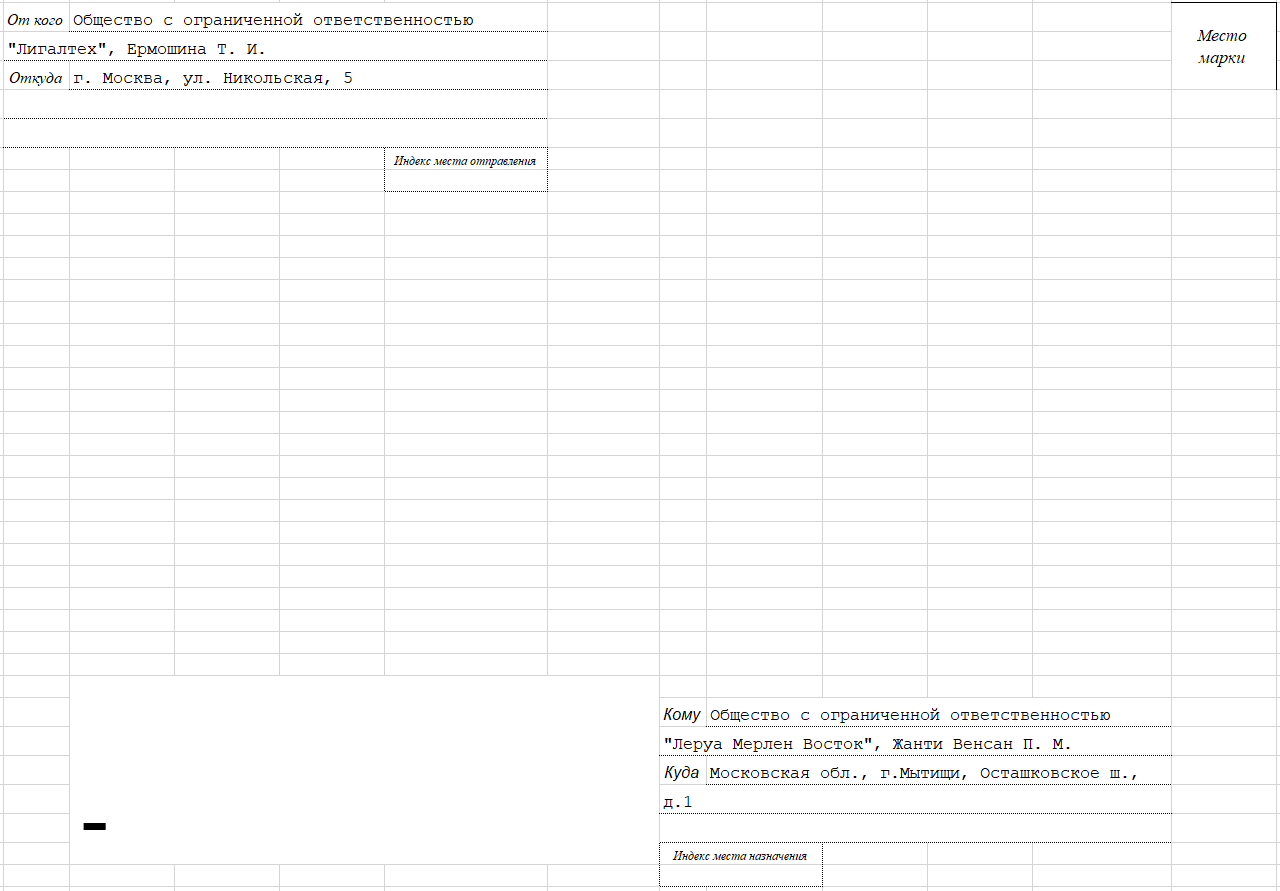 От кого Общество с ограниченной ответственностью
"Лигалтех", Ермошина Т. И.
Откуда г. Москва, ул. Никольская, 5
Место
марки
Индекс места отправления
Кому Общество с ограниченной ответственностью
"Леруа Мерлен Восток", Жанти Венсан П. М.
Куда Московская обл., г.Мытищи, Осташковское ш.,
д.1
Индекс места назначения